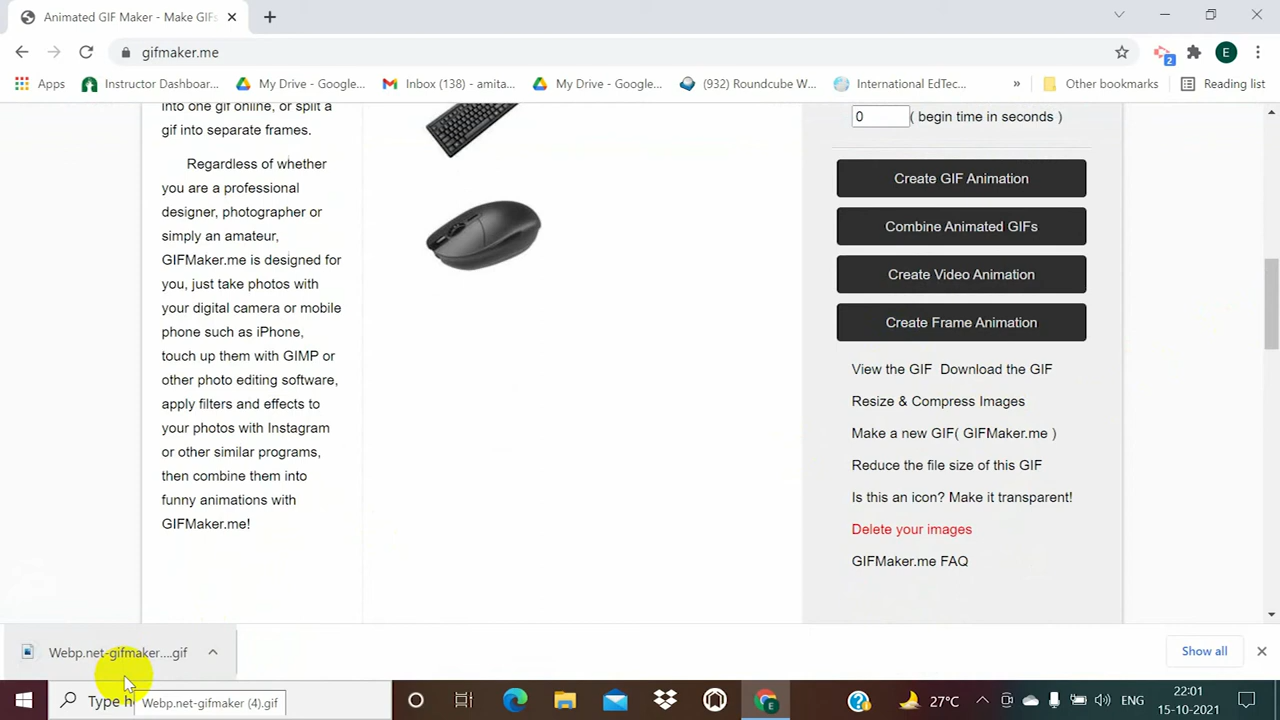 Animated GIF Maker - Make GIFs
gifmaker.me
E
2
Apps
Instructor Dashboar...
My Drive - Google...
Inbox (138) - amita...
My Drive - Google...
(932) Roundcube W...
International EdTec...
»
Other bookmarks
Reading list
into one gif online, or split a
gif into separate frames.
Regardless of whether
you are a professional
designer, photographer or
simply an amateur,
GIFMaker.me is designed for
you, just take photos with
your digital camera or mobile
phone such as iPhone,
touch up them with GIMP or
other photo editing software,
apply filters and effects to
your photos with Instagram
or other similar programs,
then combine them into
funny animations with
GIFMaker.me!
0 ( begin time in seconds )
Create GIF Animation
Combine Animated GIFs
Create Video Animation
Create Frame Animation
View the GIF Download the GIF
Resize & Compress Images
Make a new GIF( GIFMaker.me )
Reduce the file size of this GIF
Is this an icon? Make it transparent!
Delete your images
GIFMaker.me FAQ
Webp.net-gifmaker....gif
Show all
Type h
Webp.net-gifmaker (4).gif
E
27°C
ENG
22:01
15-10-2021